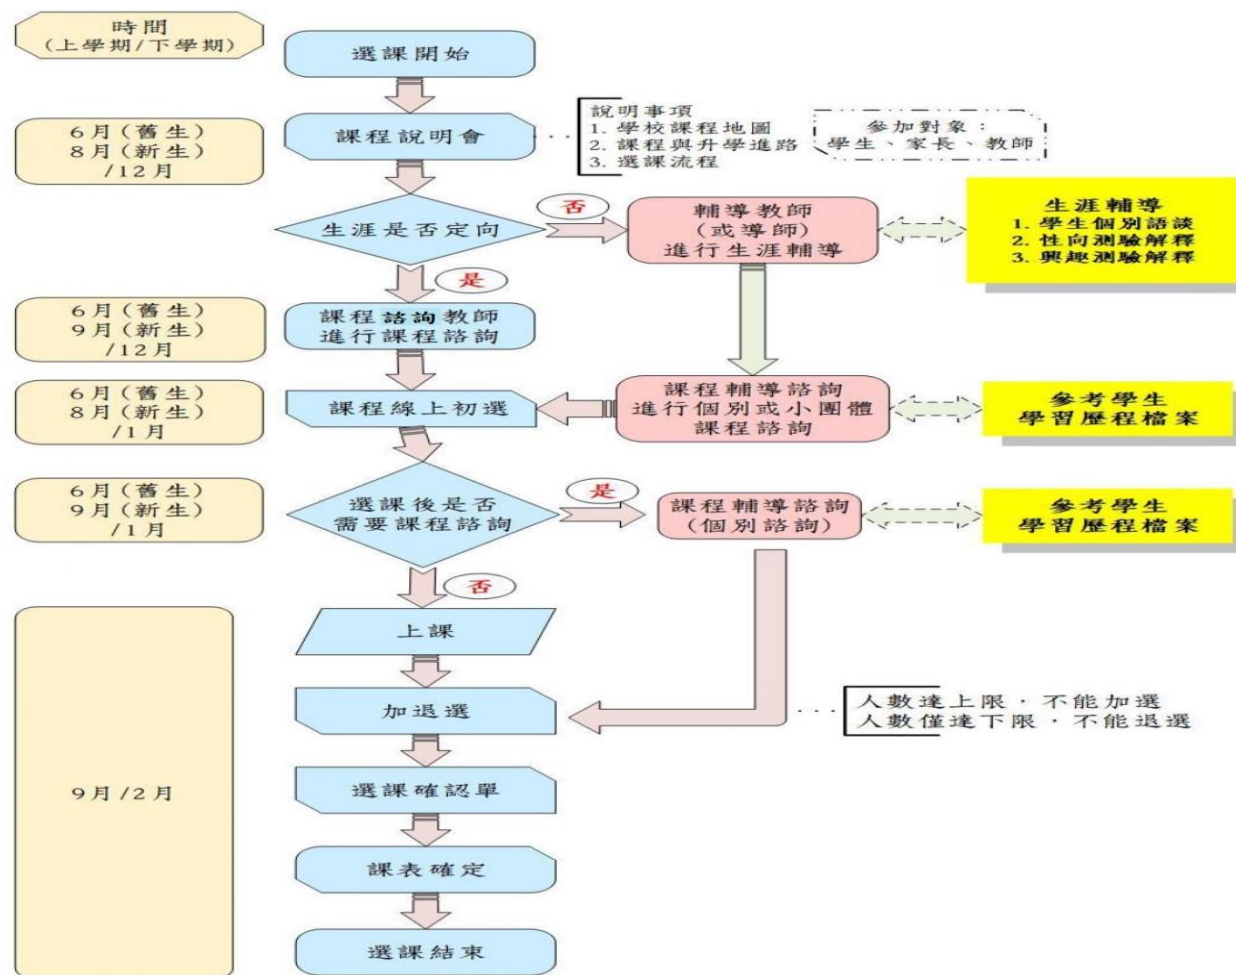 時間
(上學期/下學期)
選課開始
6月(舊生)
8月(新生)
/12月
課程說明會
說明事項
1. 學校課程地圖
2. 課程與升學進路
3. 選課流程
參加對象：
學生、家長、教師
生涯是否定向
否
輔導教師
(或導師)
進行生涯輔導
生涯輔導
1. 學生個別語談
2. 性向測驗解釋
3. 興趣測驗解釋
是
6月(舊生)
9月(新生)
/12月
課程諮詢教師
進行課程諮詢
6月(舊生)
8月(新生)
/1月
課程線上初選
課程輔導諮詢
進行個別或小團體
課程諮詢
參考學生
學習歷程檔案
6月(舊生)
9月(新生)
/1月
選課後是否
需要課程諮詢
是
課程輔導諮詢
(個別諮詢)
參考學生
學習歷程檔案
否
上課
加退選
人數達上限，不能加選
人數僅達下限，不能退選
9月/2月
選課確認單
課表確定
選課結束